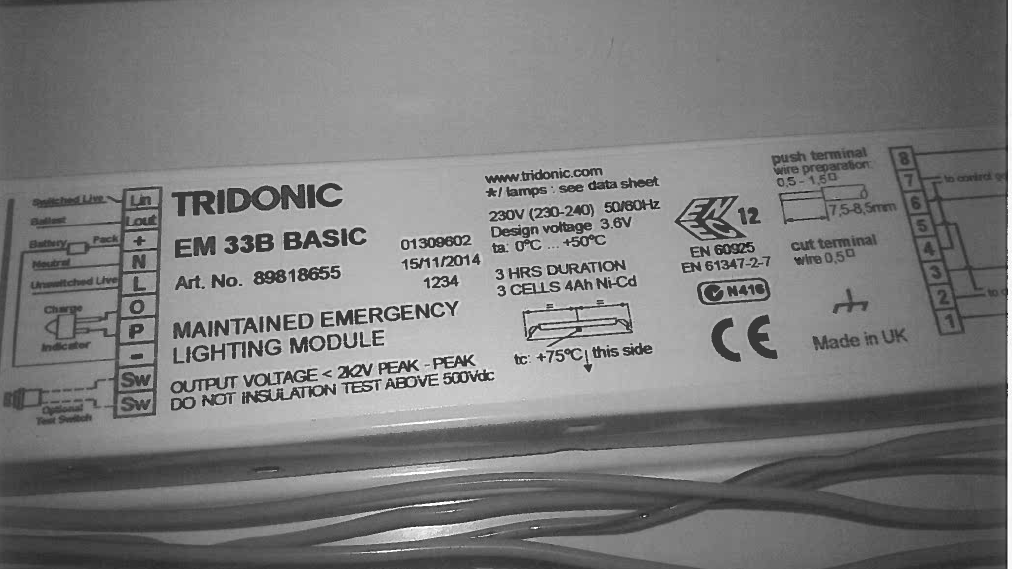 Switched Live
Ballast
Battery Pack
Neutral
Unswitched Live
Charge
Indicator
Optional
Test Switch
Lin
Lout
+
N
L
O
P
-
Sw
Sw
TRIDONIC
EM 33B BASIC
Art. No. 89818655
01309602
15/11/2014
1234
MAINTAINED EMERGENCY
LIGHTING MODULE
OUTPUT VOLTAGE < 2k2V PEAK - PEAK
DO NOT INSULATION TEST ABOVE 500Vdc
www.tridonic.com
*/ lamps : see data sheet
230V (230-240) 50/60Hz
Design voltage 3.6V
ta: 0°C ... +50°C
3 HRS DURATION
3 CELLS 4Ah Ni-Cd
= =
tc: +75°C this side
ENEC 12
EN 60925
EN 61347-2-7
N416
CE
push terminal
wire preparation:
0,5 - 1,5□
7,5-8,5mm
cut terminal
wire 0,5□
Made in UK
8
7
6
5
4
3
2
1
to control
to